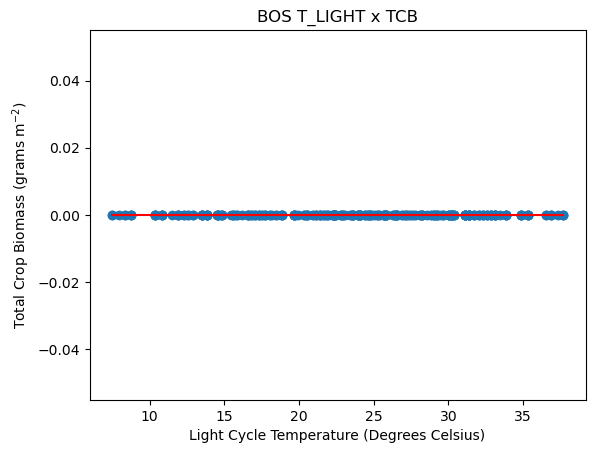 BOS T_LIGHT x TCB
Total Crop Biomass (grams m⁻²)
0.04
0.02
0.00
−0.02
−0.04
10 15 20 25 30 35
Light Cycle Temperature (Degrees Celsius)